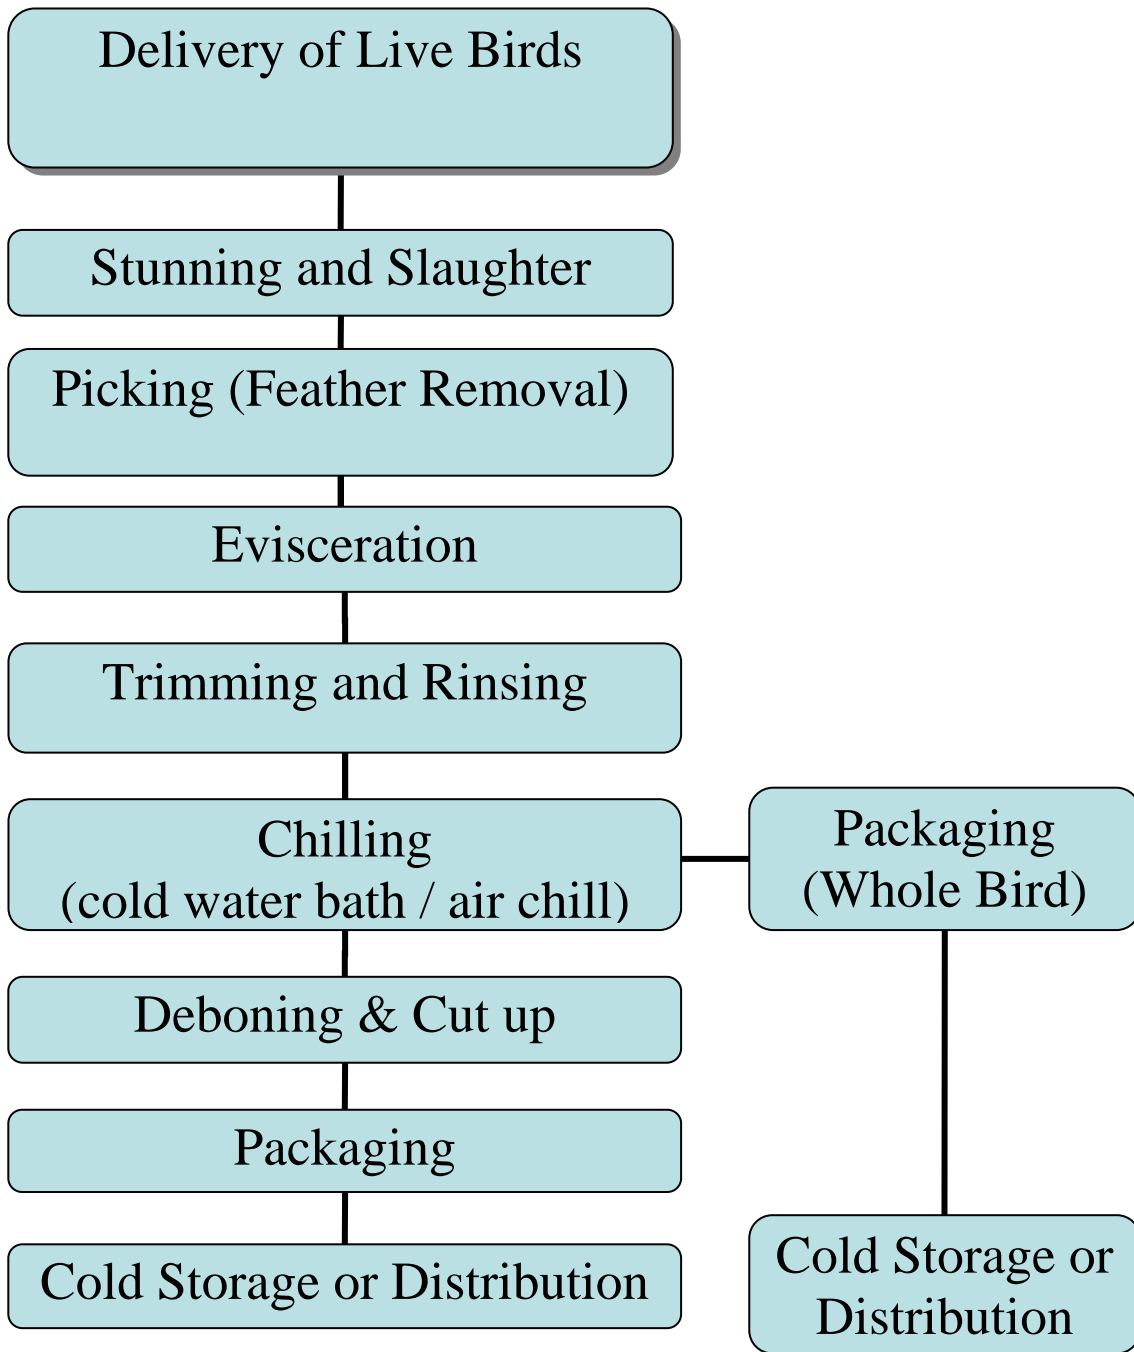 Delivery of Live Birds
Stunning and Slaughter
Picking (Feather Removal)
Evisceration
Trimming and Rinsing
Chilling
(cold water bath / air chill)
Packaging
(Whole Bird)
Deboning & Cut up
Packaging
Cold Storage or Distribution
Cold Storage or
Distribution